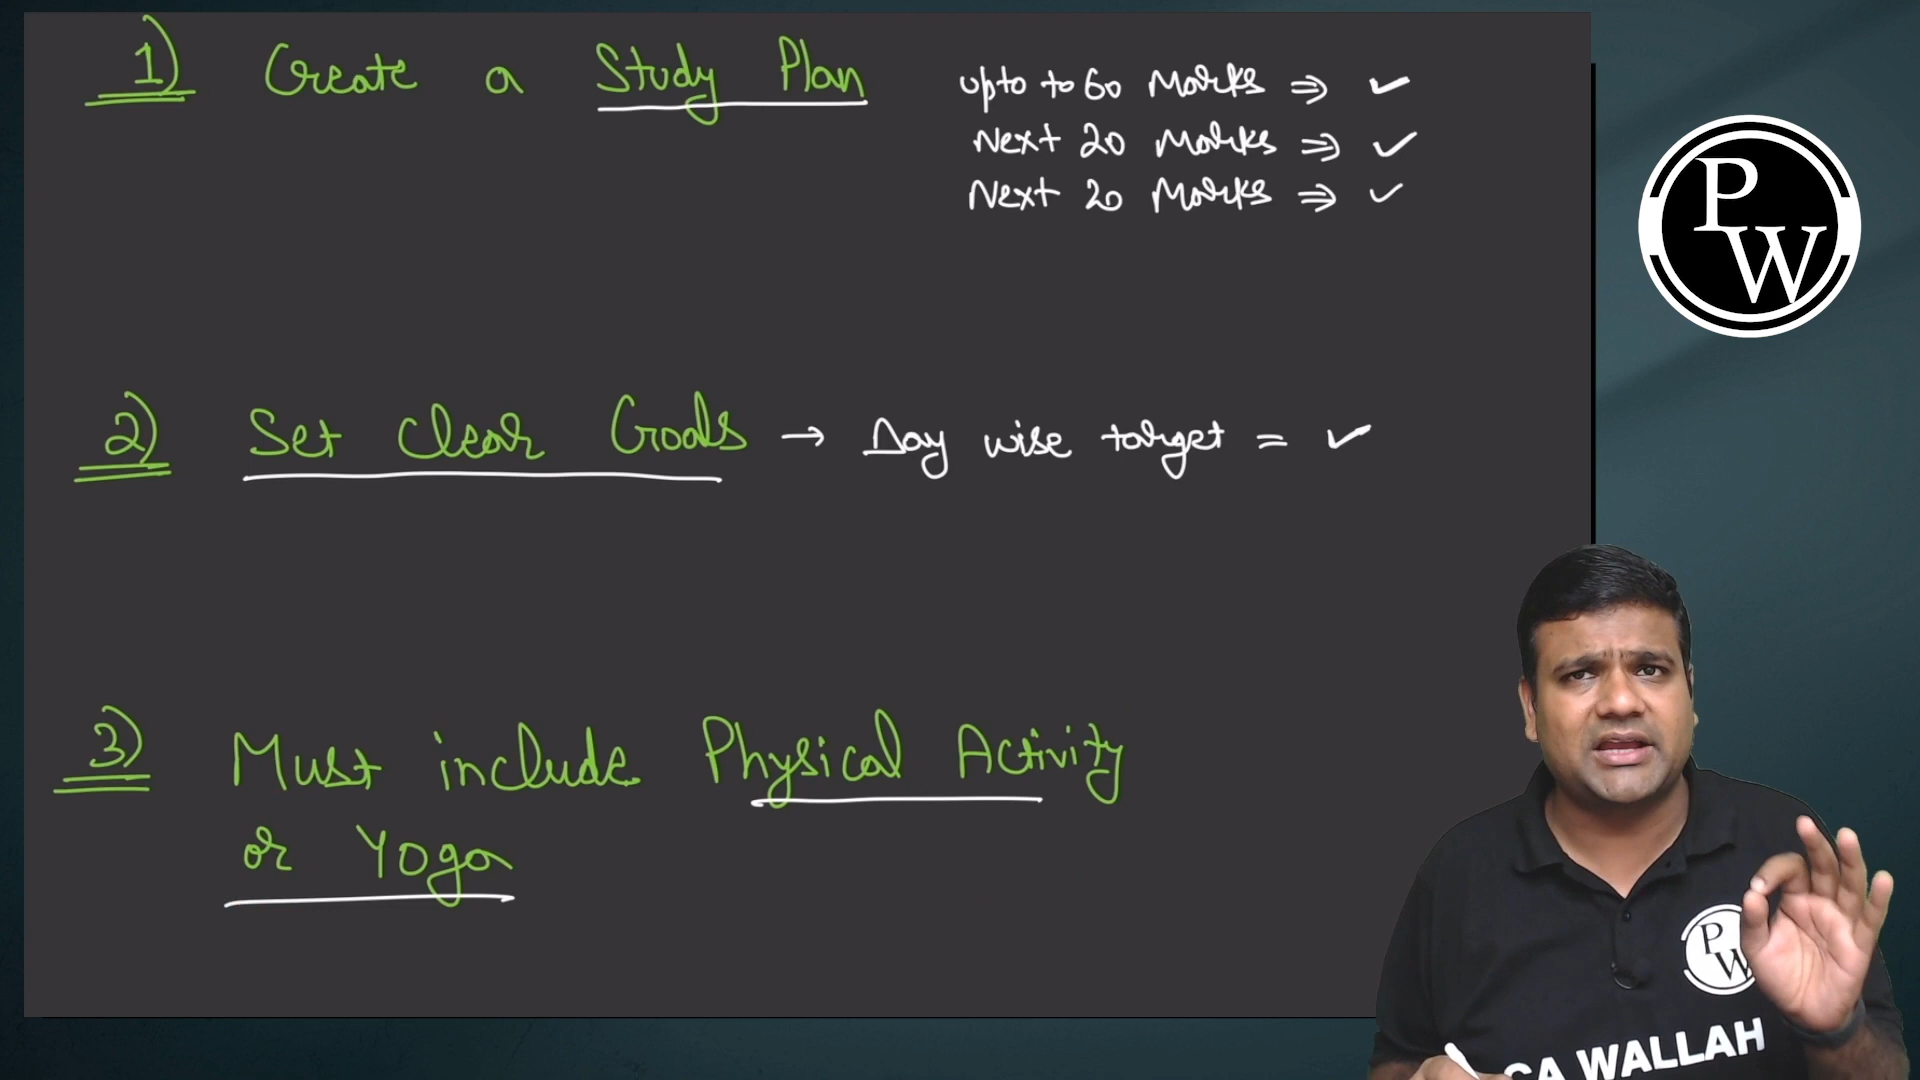 1) Create a Study Plan
upto to 60 Marks ⇒ ✓
Next 20 Marks ⇒ ✓
Next 20 Marks ⇒ ✓
2) Set Clear Goals → Day wise target = ✓
3) Must include Physical Activity
or Yoga
PW
PW
CA WALLAH